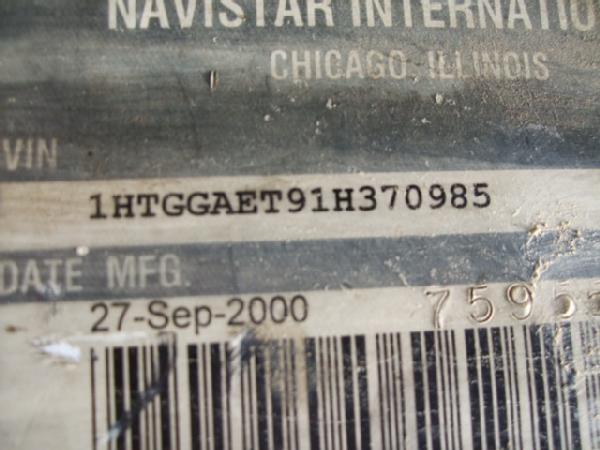 NAVISTAR INTERNATIO
CHICAGO, ILLINOIS
VIN
1HTGGAET91H370985
DATE MFG.
27-Sep-2000 7595